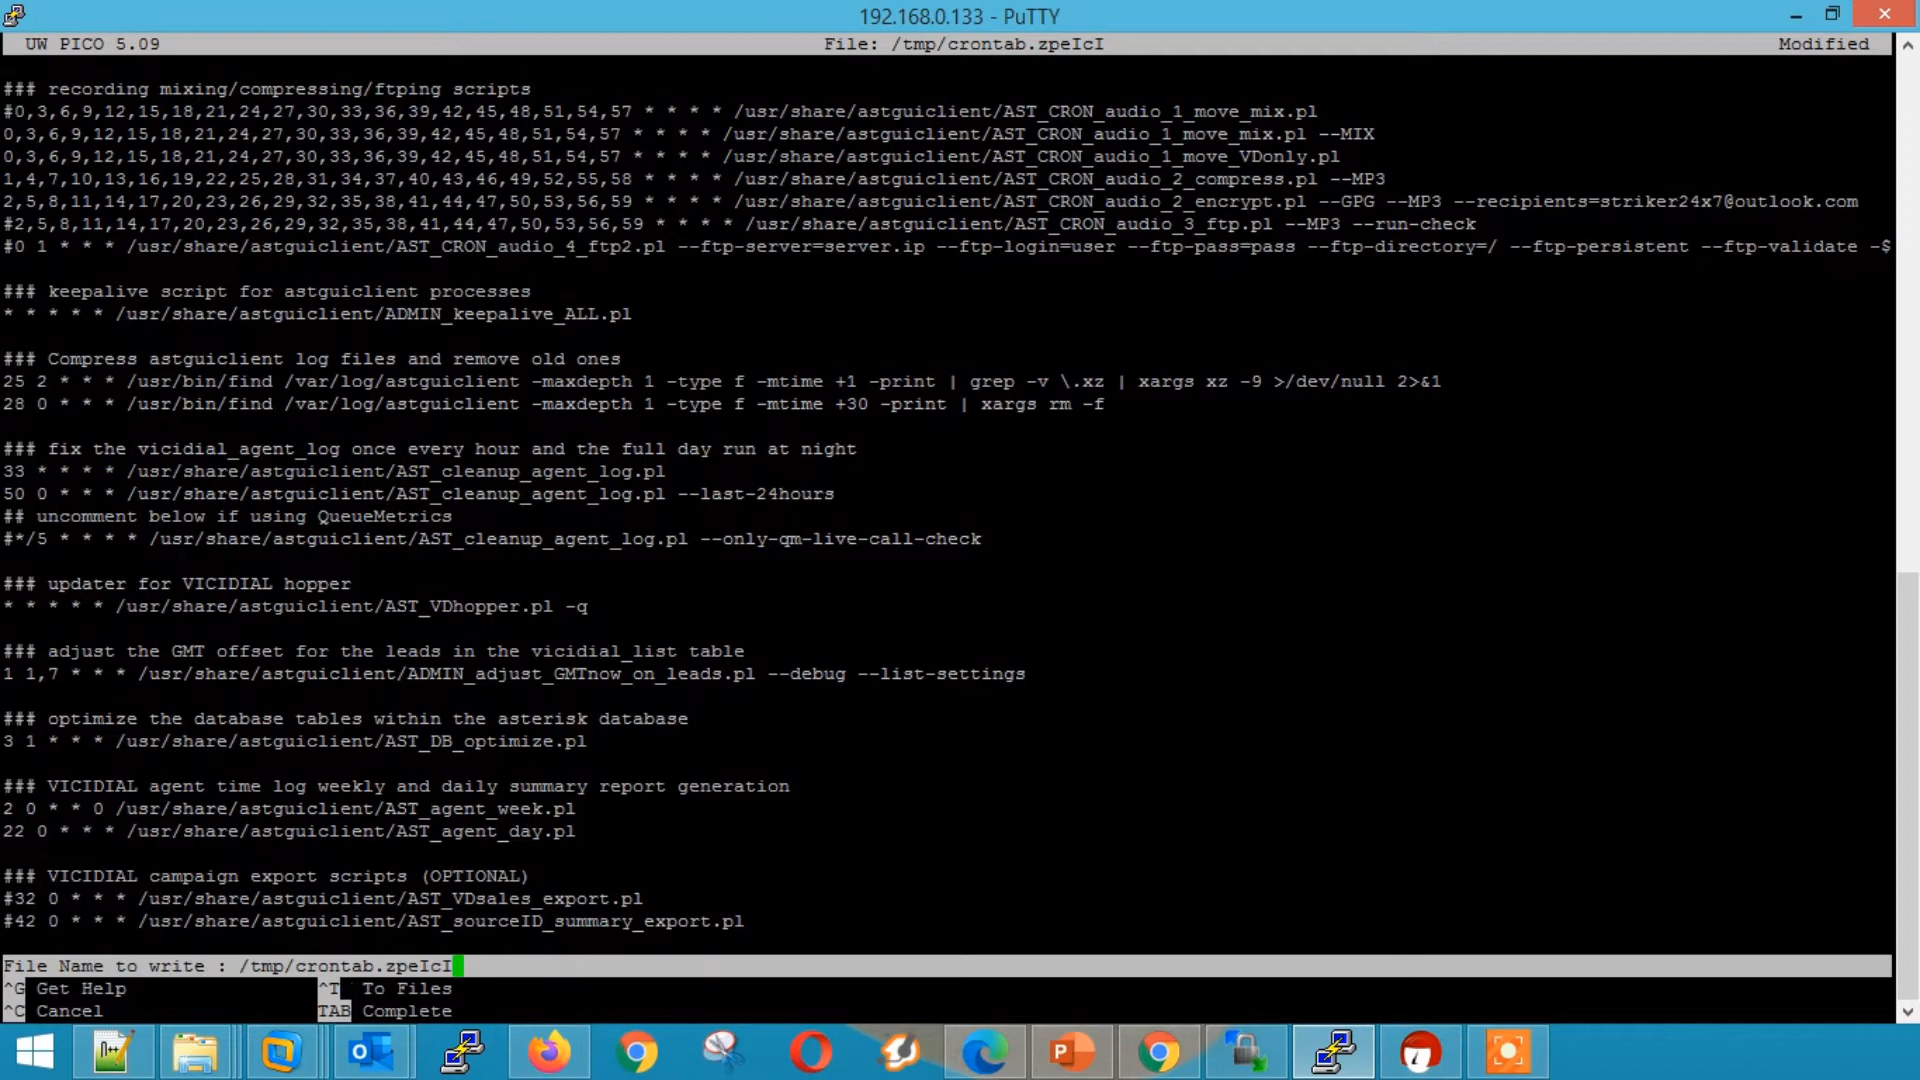 192.168.0.133 - PuTTY
UW PICO 5.09 File: /tmp/crontab.zpeIcI Modified
### recording mixing/compressing/ftping scripts
#0,3,6,9,12,15,18,21,24,27,30,33,36,39,42,45,48,51,54,57 * * * * /usr/share/astguiclient/AST_CRON_audio_1_move_mix.pl
0,3,6,9,12,15,18,21,24,27,30,33,36,39,42,45,48,51,54,57 * * * * /usr/share/astguiclient/AST_CRON_audio_1_move_mix.pl --MIX
0,3,6,9,12,15,18,21,24,27,30,33,36,39,42,45,48,51,54,57 * * * * /usr/share/astguiclient/AST_CRON_audio_1_move_VDonly.pl
1,4,7,10,13,16,19,22,25,28,31,34,37,40,43,46,49,52,55,58 * * * * /usr/share/astguiclient/AST_CRON_audio_2_compress.pl --MP3
2,5,8,11,14,17,20,23,26,29,32,35,38,41,44,47,50,53,56,59 * * * * /usr/share/astguiclient/AST_CRON_audio_2_encrypt.pl --GPG --MP3 --recipients=striker24x7@outlook.com
#2,5,8,11,14,17,20,23,26,29,32,35,38,41,44,47,50,53,56,59 * * * * /usr/share/astguiclient/AST_CRON_audio_3_ftp.pl --MP3 --run-check
#0 1 * * * /usr/share/astguiclient/AST_CRON_audio_4_ftp2.pl --ftp-server=server.ip --ftp-login=user --ftp-pass=pass --ftp-directory=/ --ftp-persistent --ftp-validate -$
### keepalive script for astguiclient processes
* * * * * /usr/share/astguiclient/ADMIN_keepalive_ALL.pl
### Compress astguiclient log files and remove old ones
25 2 * * * /usr/bin/find /var/log/astguiclient -maxdepth 1 -type f -mtime +1 -print | grep -v \.xz | xargs xz -9 >/dev/null 2>&1
28 0 * * * /usr/bin/find /var/log/astguiclient -maxdepth 1 -type f -mtime +30 -print | xargs rm -f
### fix the vicidial_agent_log once every hour and the full day run at night
33 * * * * /usr/share/astguiclient/AST_cleanup_agent_log.pl
50 0 * * * /usr/share/astguiclient/AST_cleanup_agent_log.pl --last-24hours
## uncomment below if using QueueMetrics
#*/5 * * * * /usr/share/astguiclient/AST_cleanup_agent_log.pl --only-qm-live-call-check
### updater for VICIDIAL hopper
* * * * * /usr/share/astguiclient/AST_VDhopper.pl -q
### adjust the GMT offset for the leads in the vicidial_list table
1 1,7 * * * /usr/share/astguiclient/ADMIN_adjust_GMTnow_on_leads.pl --debug --list-settings
### optimize the database tables within the asterisk database
3 1 * * * /usr/share/astguiclient/AST_DB_optimize.pl
### VICIDIAL agent time log weekly and daily summary report generation
2 0 * * 0 /usr/share/astguiclient/AST_agent_week.pl
22 0 * * * /usr/share/astguiclient/AST_agent_day.pl
### VICIDIAL campaign export scripts (OPTIONAL)
#32 0 * * * /usr/share/astguiclient/AST_VDsales_export.pl
#42 0 * * * /usr/share/astguiclient/AST_sourceID_summary_export.pl
File Name to write : /tmp/crontab.zpeIcI
^G Get Help ^T To Files
^C Cancel TAB Complete